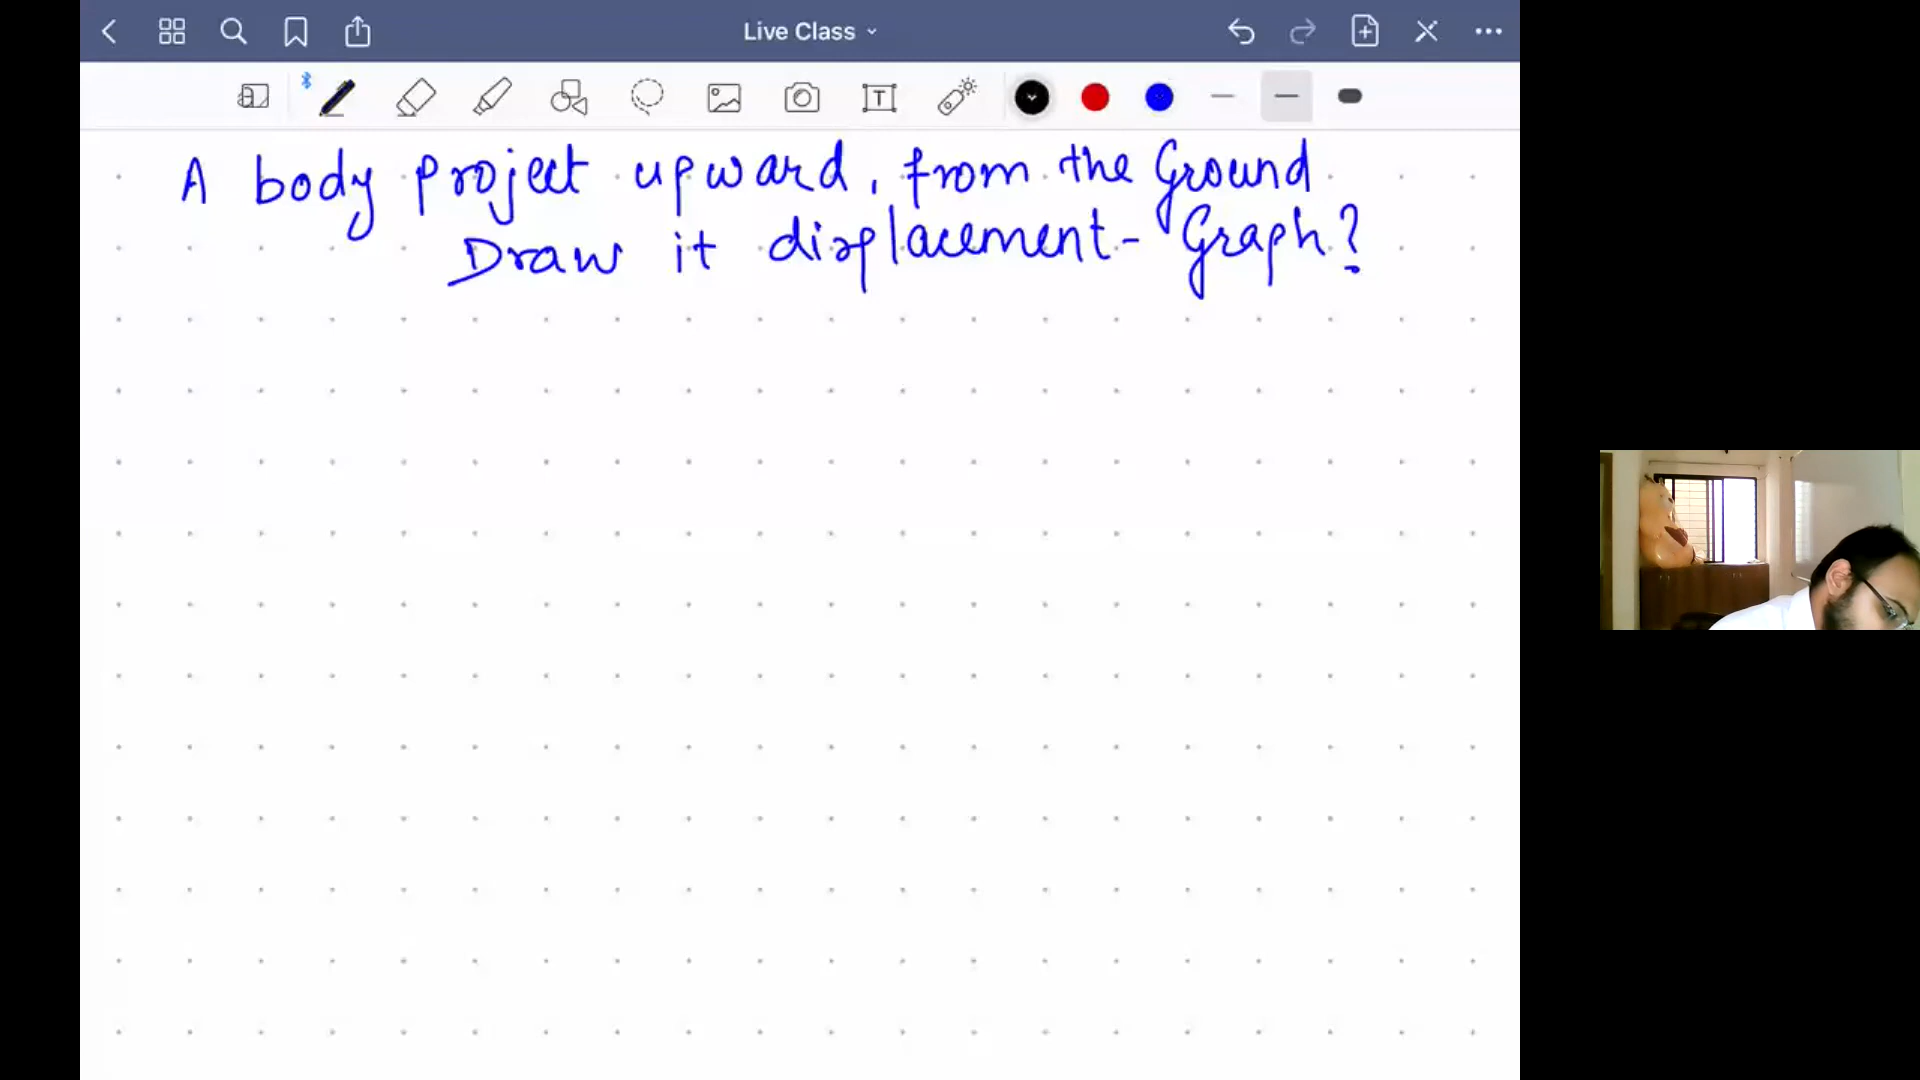 Live Class
A body project upward, from the Ground
Draw it displacement- Graph?